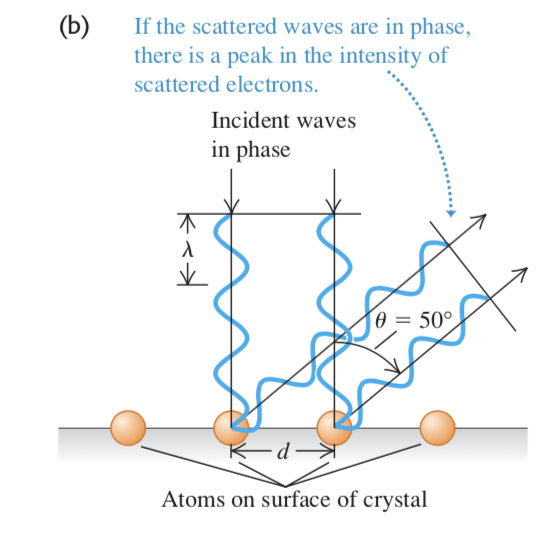 (b)
If the scattered waves are in phase,
there is a peak in the intensity of
scattered electrons.
Incident waves
in phase
λ
θ = 50°
d
Atoms on surface of crystal